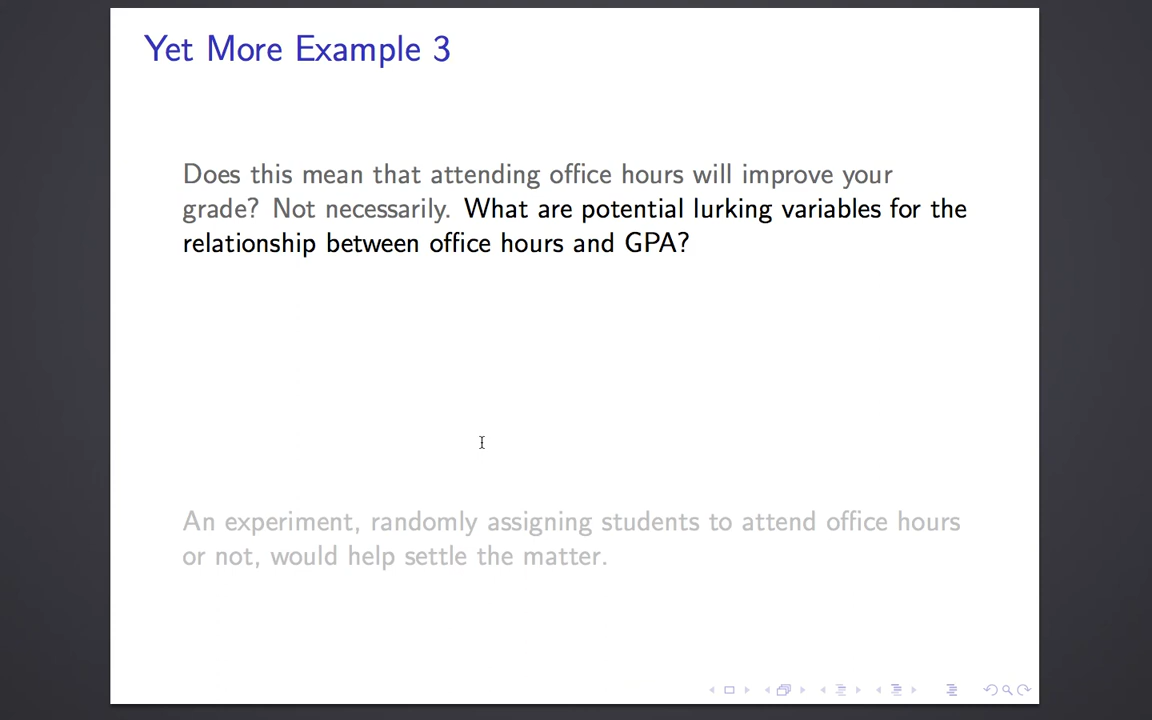 Yet More Example 3
Does this mean that attending office hours will improve your
grade? Not necessarily. What are potential lurking variables for the
relationship between office hours and GPA?
An experiment, randomly assigning students to attend office hours
or not, would help settle the matter.